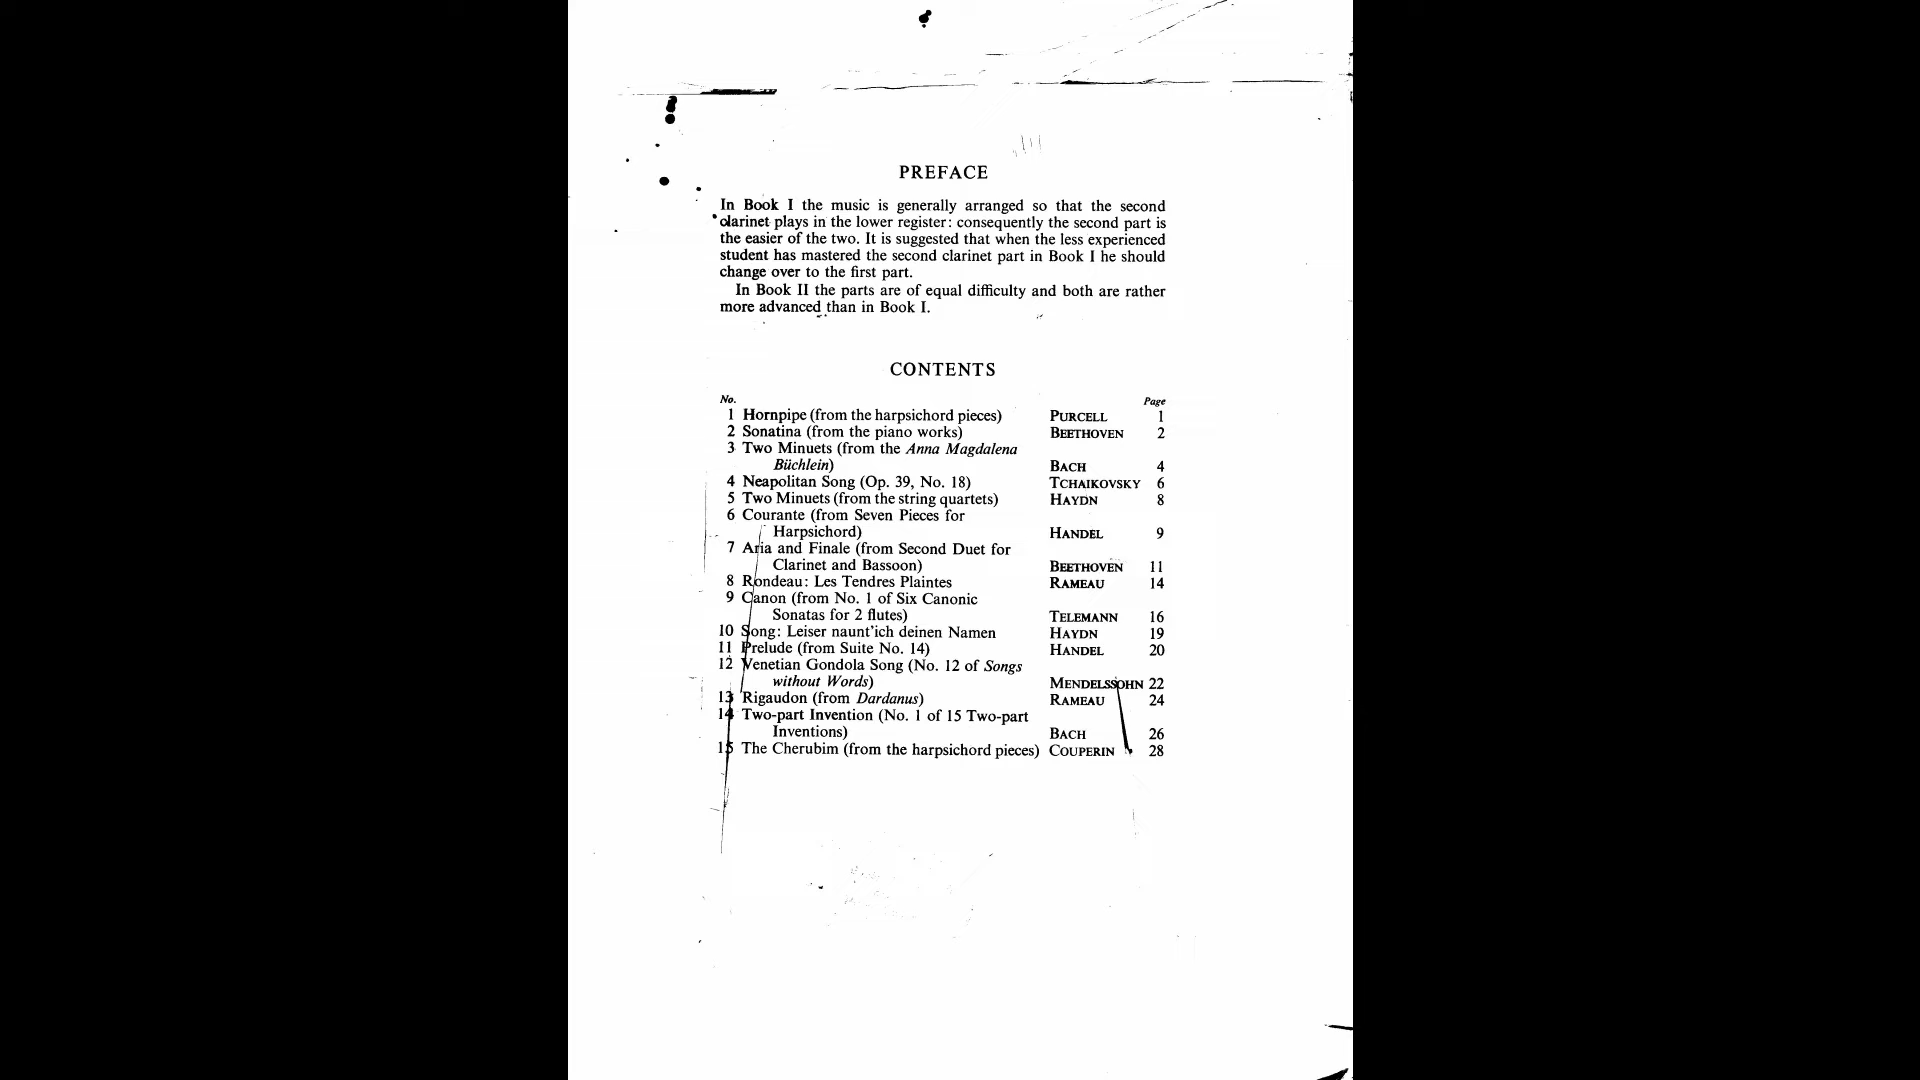 PREFACE
In Book I the music is generally arranged so that the second
clarinet plays in the lower register: consequently the second part is
the easier of the two. It is suggested that when the less experienced
student has mastered the second clarinet part in Book I he should
change over to the first part.
In Book II the parts are of equal difficulty and both are rather
more advanced than in Book I.
CONTENTS
No. Page
1 Hornpipe (from the harpsichord pieces) PURCELL 1
2 Sonatina (from the piano works) BEETHOVEN 2
3 Two Minuets (from the Anna Magdalena
Büchlein) BACH 4
4 Neapolitan Song (Op. 39, No. 18) TCHAIKOVSKY 6
5 Two Minuets (from the string quartets) HAYDN 8
6 Courante (from Seven Pieces for
Harpsichord) HANDEL 9
7 Aria and Finale (from Second Duet for
Clarinet and Bassoon) BEETHOVEN 11
8 Rondeau: Les Tendres Plaintes RAMEAU 14
9 Canon (from No. 1 of Six Canonic
Sonatas for 2 flutes) TELEMANN 16
10 Song: Leiser naunt'ich deinen Namen HAYDN 19
11 Prelude (from Suite No. 14) HANDEL 20
12 Venetian Gondola Song (No. 12 of Songs
without Words) MENDELSSOHN 22
13 Rigaudon (from Dardanus) RAMEAU 24
14 Two-part Invention (No. 1 of 15 Two-part
Inventions) BACH 26
15 The Cherubim (from the harpsichord pieces) COUPERIN 28